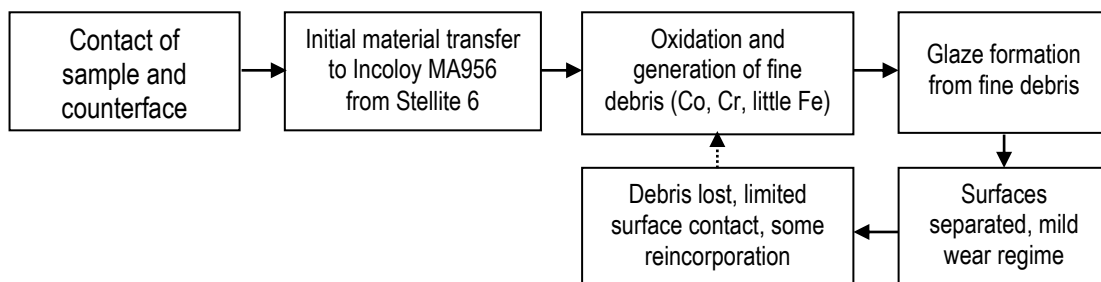 Contact of
sample and
counterface
Initial material transfer
to Incoloy MA956
from Stellite 6
Oxidation and
generation of fine
debris (Co, Cr, little Fe)
Glaze formation
from fine debris
Surfaces
separated, mild
wear regime
Debris lost, limited
surface contact, some
reincorporation